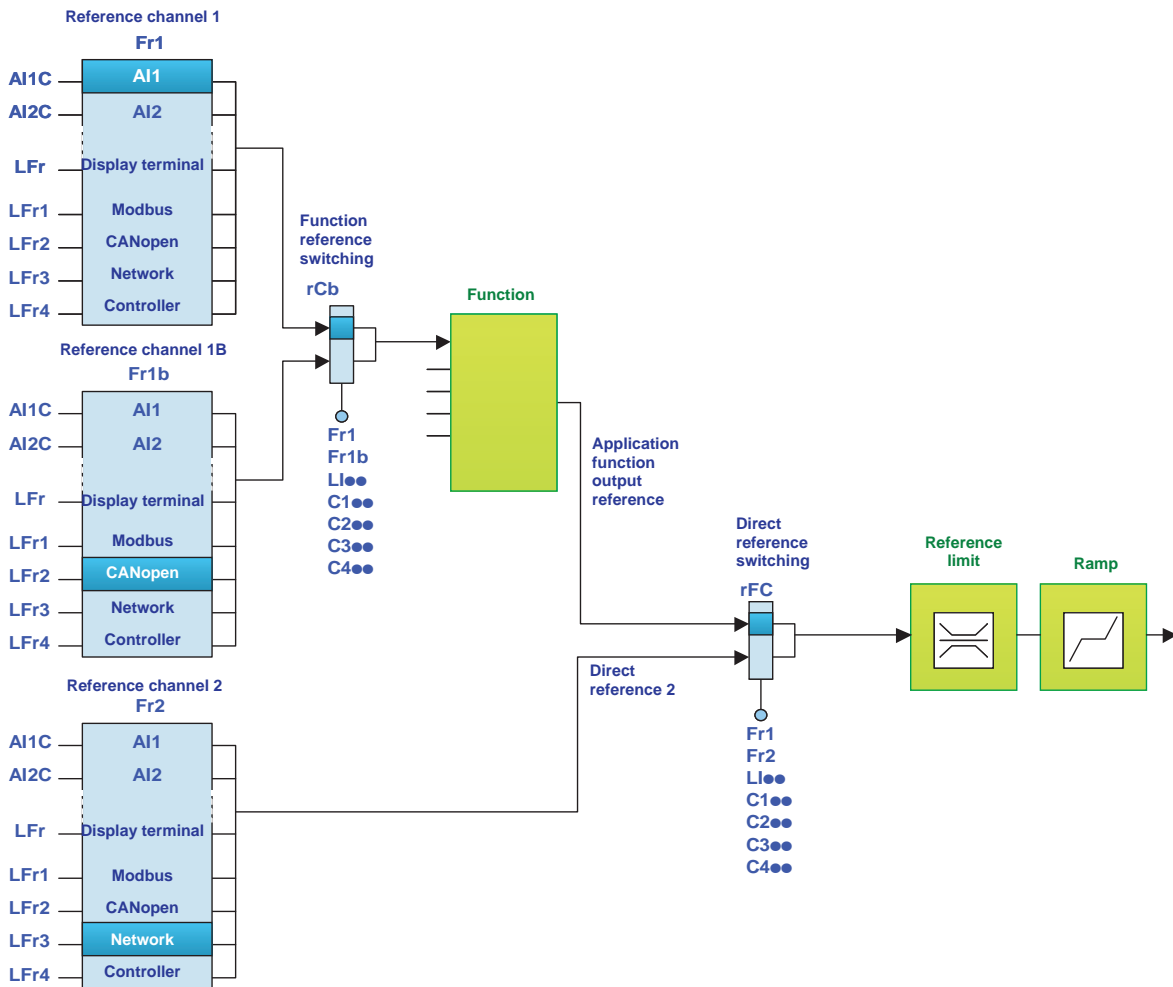 Reference channel 1
Fr1
AI1C
AI1
AI2C
AI2
LFr
Display terminal
LFr1
Modbus
LFr2
CANopen
LFr3
Network
LFr4
Controller
Reference channel 1B
Fr1b
AI1C
AI1
AI2C
AI2
LFr
Display terminal
LFr1
Modbus
LFr2
CANopen
LFr3
Network
LFr4
Controller
Reference channel 2
Fr2
AI1C
AI1
AI2C
AI2
LFr
Display terminal
LFr1
Modbus
LFr2
CANopen
LFr3
Network
LFr4
Controller
Function
reference
switching
rCb
Fr1
Fr1b
LI●●
C1●●
C2●●
C3●●
C4●●
Function
Application
function
output
reference
Direct
reference 2
Direct
reference
switching
rFC
Fr1
Fr2
LI●●
C1●●
C2●●
C3●●
C4●●
Reference
limit
Ramp